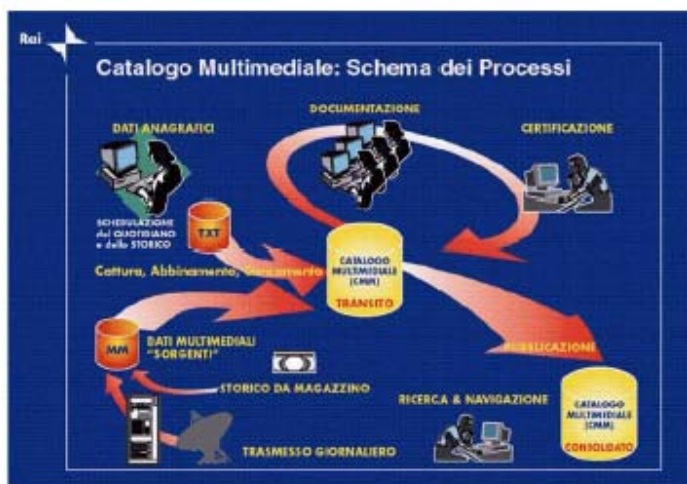 Rai
Catalogo Multimediale: Schema dei Processi
DOCUMENTAZIONE
DATI ANAGRAFICI
CERTIFICAZIONE
SCHEDULAZIONE
del QUOTIDIANO
e dello STORICO
TXT
Cattura, Abbinamento,
CATALOGO
MULTIMEDIALE
(CMM)
TRANSITO
MM
DATI MULTIMEDIALI
"SORGENTI"
PUBBLICAZIONE
STORICO DA MAGAZZINO
RICERCA & NAVIGAZIONE
CATALOGO
MULTIMEDIALE
(CMM)
CONSOLIDATO
TRASMESSO GIORNALIERO